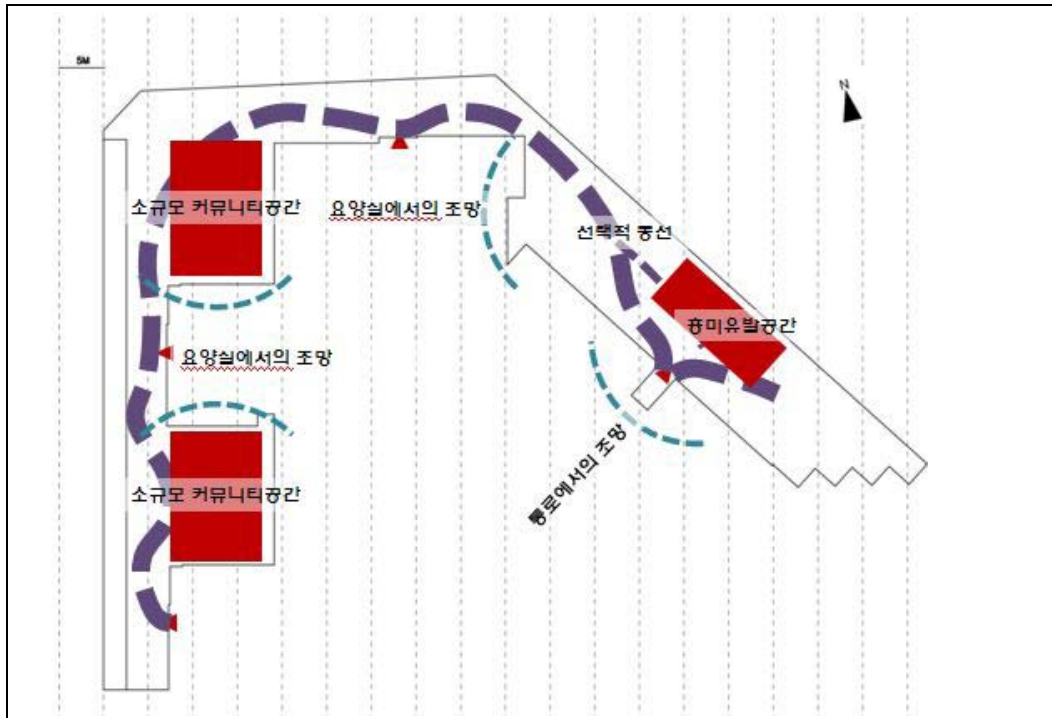 5M
N
소규모 커뮤니티공간
요양실에서의 조망
선택적 동선
흥미유발공간
요양실에서의 조망
통로에서의 조망
소규모 커뮤니티공간